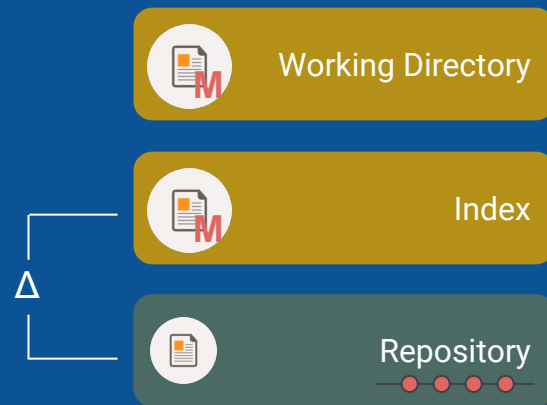 M
Working Directory
M
Index
Δ
Repository